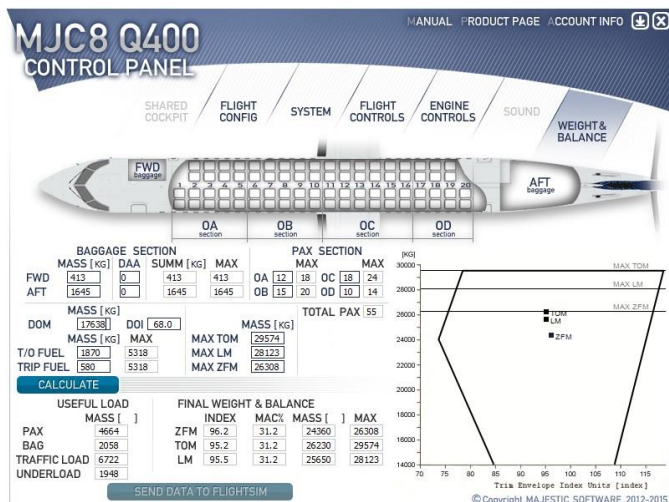 MANUAL PRODUCT PAGE ACCOUNT INFO
MJC8 Q400
CONTROL PANEL
SHARED COCKPIT
FLIGHT CONFIG
SYSTEM
FLIGHT CONTROLS
ENGINE CONTROLS
SOUND
WEIGHT & BALANCE
FWD baggage
AFT baggage
1 2 3 4 5 6 7 8 9 10 11 12 13 14 15 16 17 18 19 20
OA section
OB section
OC section
OD section
BAGGAGE SECTION
MASS [KG] DAA SUMM [KG] MAX
FWD 413 0 413 413
AFT 1645 0 1645 1645
PAX SECTION
MAX MAX
OA 12 18 OC 18 24
OB 15 20 OD 10 14
TOTAL PAX 55
MASS [KG]
DOM 17638 DOI 68.0
MASS [KG] MAX
T/O FUEL 1870 5318
TRIP FUEL 580 5318
MASS [KG]
MAX TOM 29574
MAX LM 28123
MAX ZFM 26308
CALCULATE
USEFUL LOAD
MASS [ ]
PAX 4664
BAG 2058
TRAFFIC LOAD 6722
UNDERLOAD 1948
FINAL WEIGHT & BALANCE
INDEX MAC% MASS [ ] MAX
ZFM 96.2 31.2 24360 26308
TOM 95.2 31.2 26230 29574
LM 95.5 31.2 25650 28123
SEND DATA TO FLIGHTSIM
[KG]
30000
28000
26000
24000
22000
20000
18000
16000
14000
MAX TOM
MAX LM
MAX ZFM
TOM
LM
ZFM
70 75 80 85 90 95 100 105 110 115
Trim Envelope Index Units [index]
© Copyright MAJESTIC SOFTWARE 2012-2015